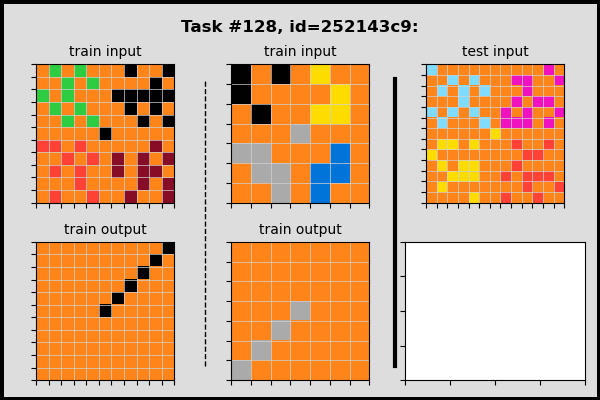 Task #128, id=252143c9:
train input
train input
test input
train output
train output